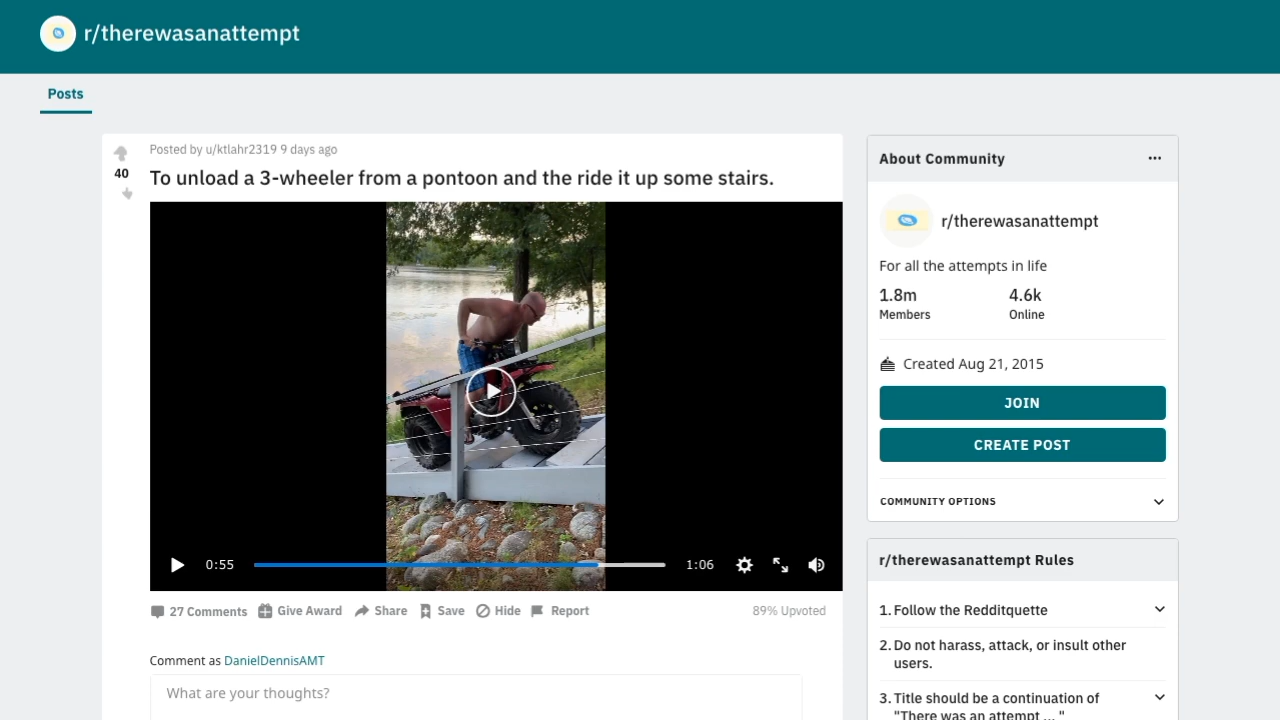 r/therewasanattempt
Posts
Posted by u/ktlahr2319 9 days ago
40
To unload a 3-wheeler from a pontoon and the ride it up some stairs.
0:55
1:06
27 Comments
Give Award
Share
Save
Hide
Report
89% Upvoted
Comment as DanielDennisAMT
What are your thoughts?
About Community
r/therewasanattempt
For all the attempts in life
1.8m
Members
4.6k
Online
Created Aug 21, 2015
JOIN
CREATE POST
COMMUNITY OPTIONS
r/therewasanattempt Rules
1. Follow the Redditquette
2. Do not harass, attack, or insult other
users.
3. Title should be a continuation of
"There was an attempt ... "